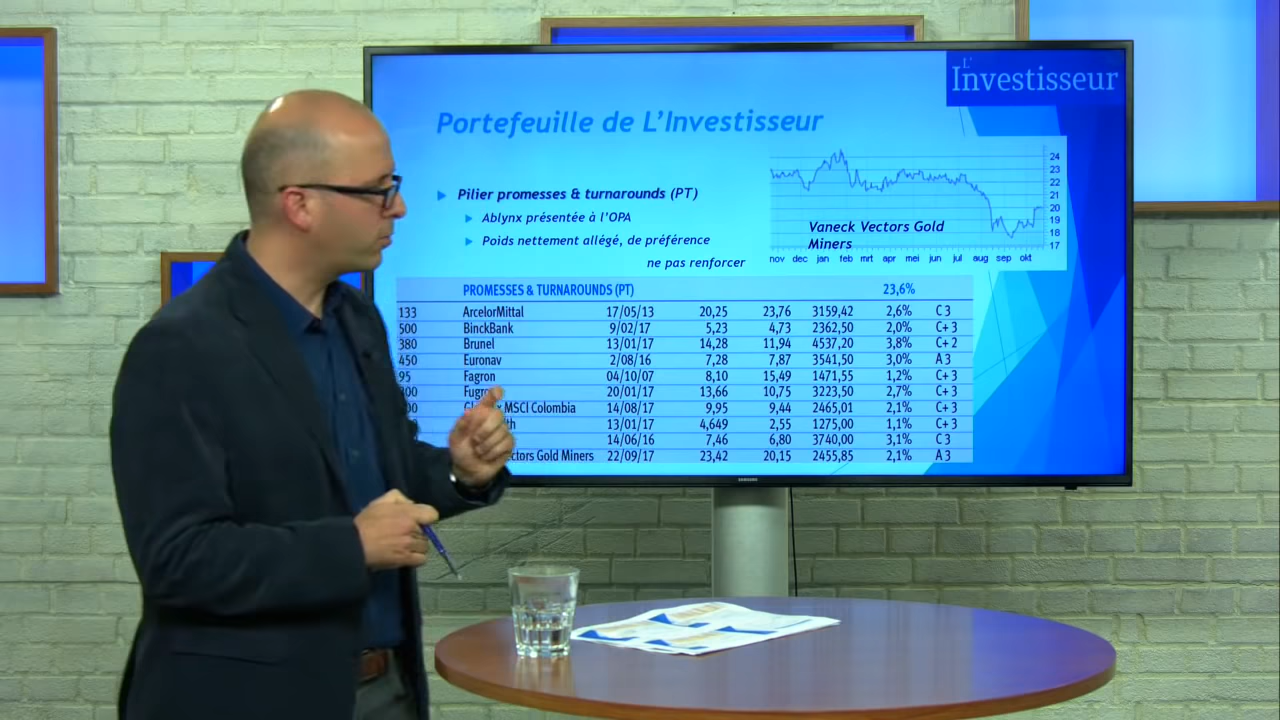 L'
Investisseur
Portefeuille de L'Investisseur
Pilier promesses & turnarounds (PT)
Ablynx présentée à l'OPA
Poids nettement allégé, de préférence
ne pas renforcer
24
23
22
21
20
19
18
17
Vaneck Vectors Gold
Miners
nov dec jan feb mrt apr mei jun jul aug sep okt
PROMESSES & TURNAROUNDS (PT) 23,6%
133 ArcelorMittal 17/05/13 20,25 23,76 3159,42 2,6% C 3
500 BinckBank 9/02/17 5,23 4,73 2362,50 2,0% C+ 3
380 Brunel 13/01/17 14,28 11,94 4537,20 3,8% C+ 2
450 Euronav 2/08/16 7,28 7,87 3541,50 3,0% A 3
95 Fagron 04/10/07 8,10 15,49 1471,55 1,2% C+ 3
20/01/17 13,66 10,75 3223,50 2,7% C+ 3
MSCI Colombia 14/08/17 9,95 9,44 2465,01 2,1% C+ 3
13/01/17 4,649 2,55 1275,00 1,1% C+ 3
14/06/16 7,46 6,80 3740,00 3,1% C 3
Gold Miners 22/09/17 23,42 20,15 2455,85 2,1% A 3
SAMSUNG